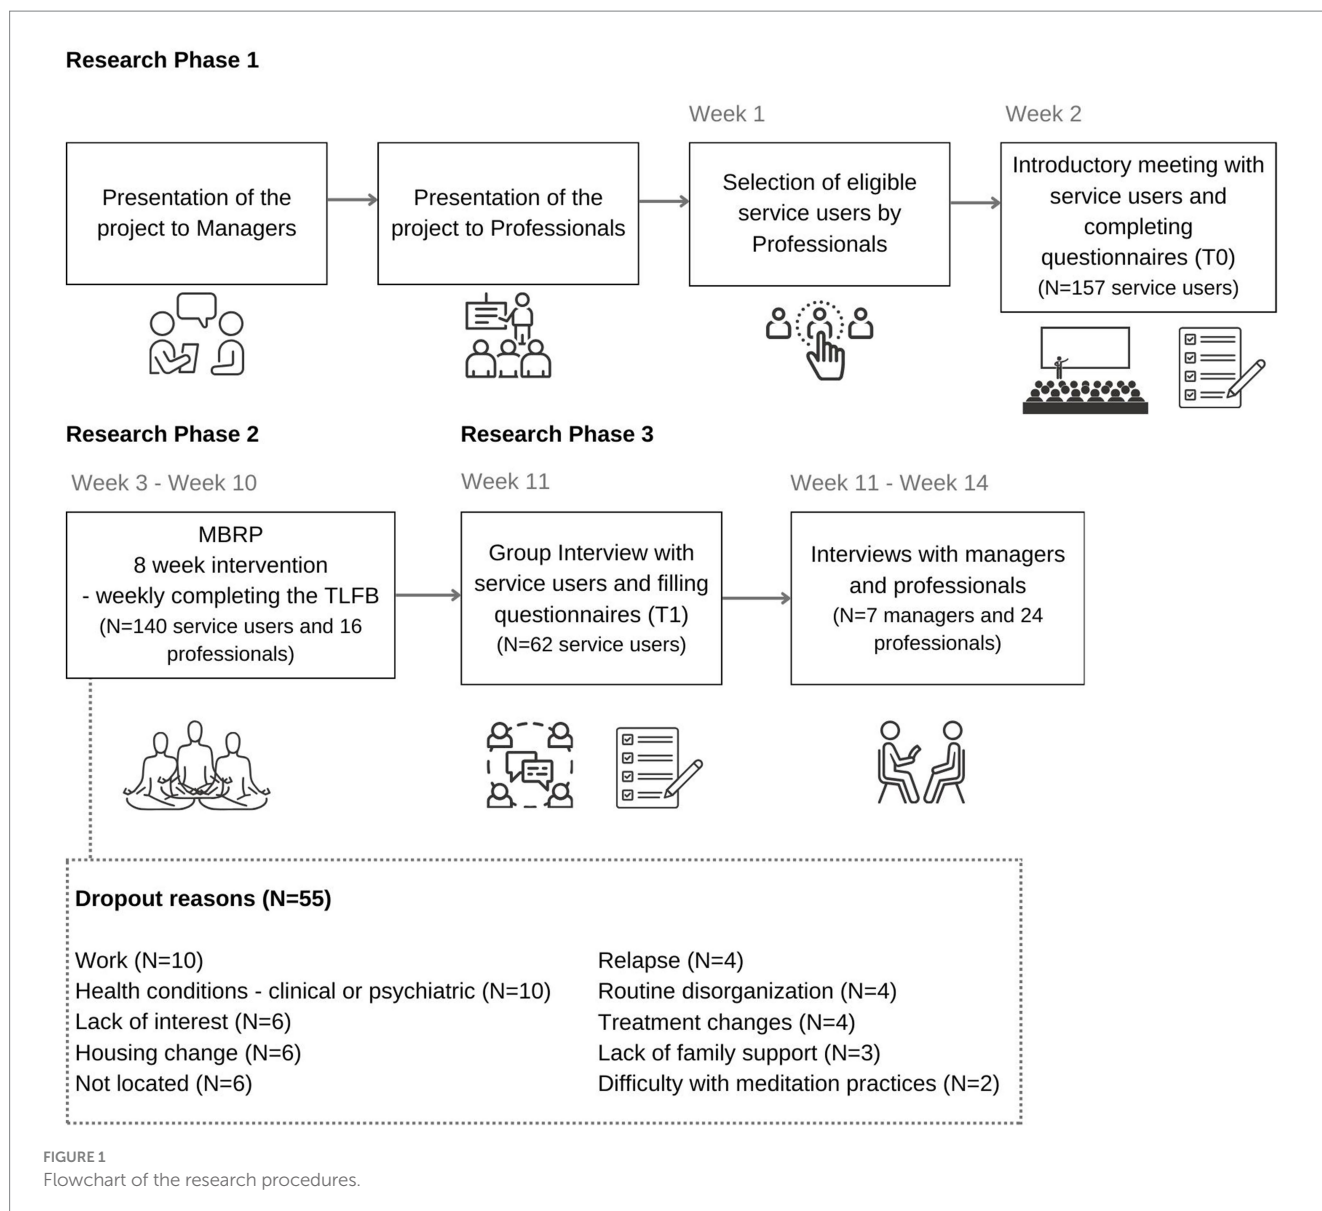 Research Phase 1
Week 1
Week 2
Presentation of the
project to Managers
Presentation of the
project to Professionals
Selection of eligible
service users by
Professionals
Introductory meeting with
service users and
completing
questionnaires (T0)
(N=157 service users)
Research Phase 2
Research Phase 3
Week 3 - Week 10
Week 11
Week 11 - Week 14
MBRP
8 week intervention
- weekly completing the TLFB
(N=140 service users and 16
professionals)
Group Interview with
service users and filling
questionnaires (T1)
(N=62 service users)
Interviews with managers
and professionals
(N=7 managers and 24
professionals)
Dropout reasons (N=55)
Work (N=10)
Health conditions - clinical or psychiatric (N=10)
Lack of interest (N=6)
Housing change (N=6)
Not located (N=6)
Relapse (N=4)
Routine disorganization (N=4)
Treatment changes (N=4)
Lack of family support (N=3)
Difficulty with meditation practices (N=2)
FIGURE 1
Flowchart of the research procedures.